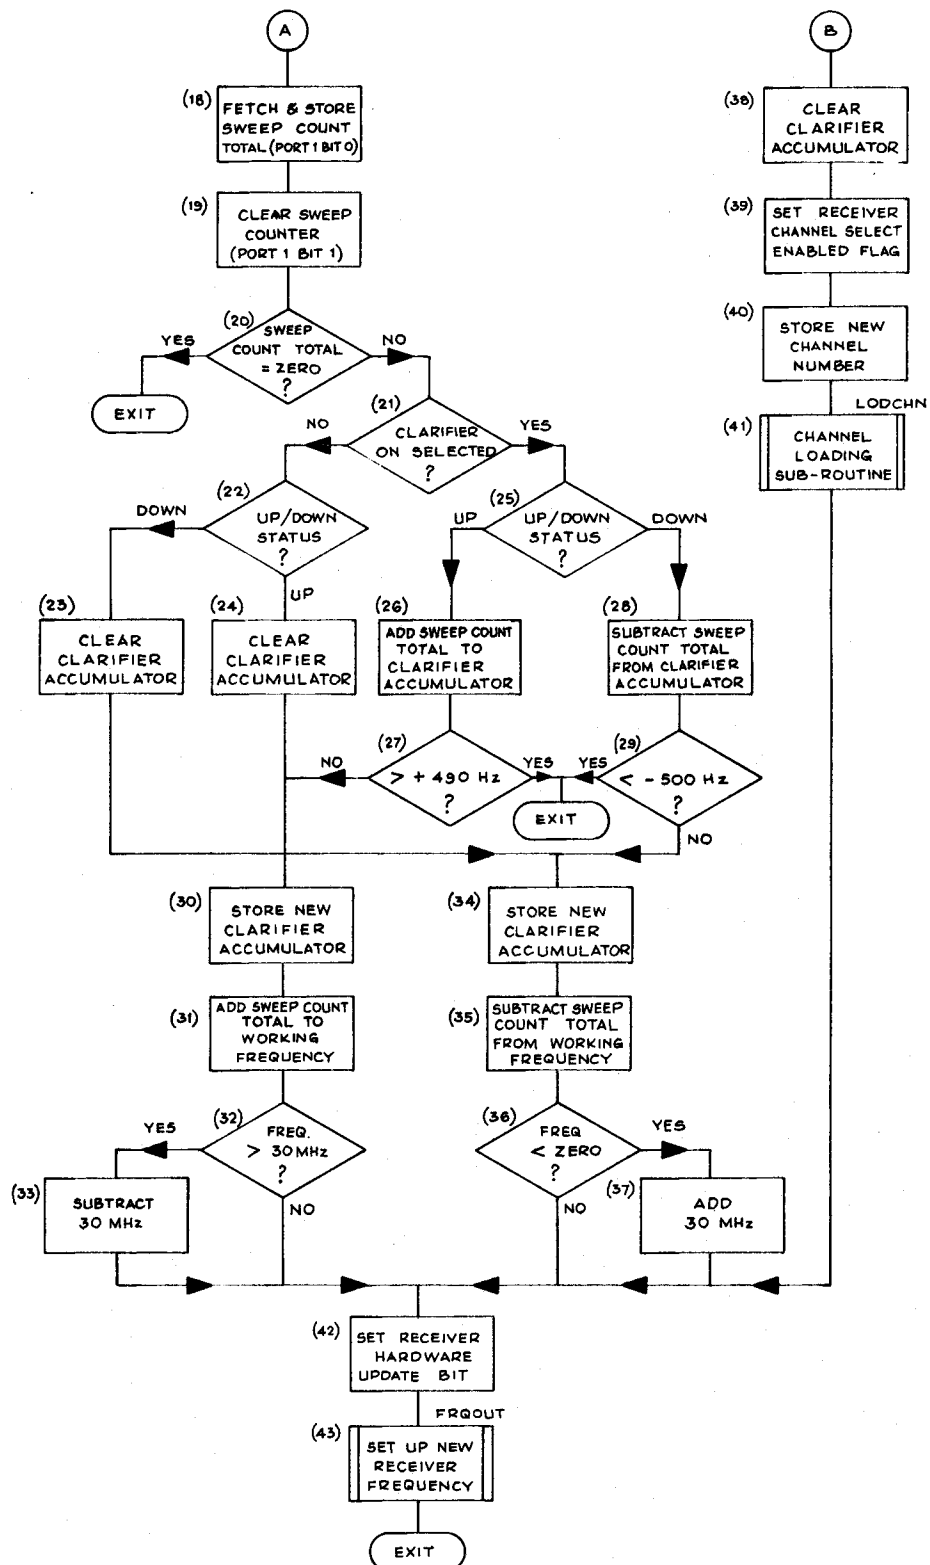 A
(18)
FETCH & STORE
SWEEP COUNT
TOTAL (PORT 1 BIT 0)
(19)
CLEAR SWEEP
COUNTER
(PORT 1 BIT 1)
(20)
SWEEP
COUNT TOTAL
= ZERO
?
YES
NO
EXIT
(21)
CLARIFIER
ON SELECTED
?
NO
YES
(22)
UP/DOWN
STATUS
?
DOWN
UP
(25)
UP/DOWN
STATUS
?
UP
DOWN
(23)
CLEAR
CLARIFIER
ACCUMULATOR
(24)
CLEAR
CLARIFIER
ACCUMULATOR
(26)
ADD SWEEP COUNT
TOTAL TO
CLARIFIER
ACCUMULATOR
(28)
SUBTRACT SWEEP
COUNT TOTAL
FROM CLARIFIER
ACCUMULATOR
(27)
> + 490 Hz
?
NO
YES
(29)
< - 500 Hz
?
YES
NO
EXIT
(30)
STORE NEW
CLARIFIER
ACCUMULATOR
(34)
STORE NEW
CLARIFIER
ACCUMULATOR
(31)
ADD SWEEP COUNT
TOTAL TO
WORKING
FREQUENCY
(35)
SUBTRACT SWEEP
COUNT TOTAL
FROM WORKING
FREQUENCY
(32)
FREQ.
> 30 MHz
?
YES
NO
(33)
SUBTRACT
30 MHz
(36)
FREQ
< ZERO
?
YES
NO
(37)
ADD
30 MHz
B
(38)
CLEAR
CLARIFIER
ACCUMULATOR
(39)
SET RECEIVER
CHANNEL SELECT
ENABLED FLAG
(40)
STORE NEW
CHANNEL
NUMBER
LODCHN
(41)
CHANNEL
LOADING
SUB-ROUTINE
(42)
SET RECEIVER
HARDWARE
UPDATE BIT
FRQOUT
(43)
SET UP NEW
RECEIVER
FREQUENCY
EXIT